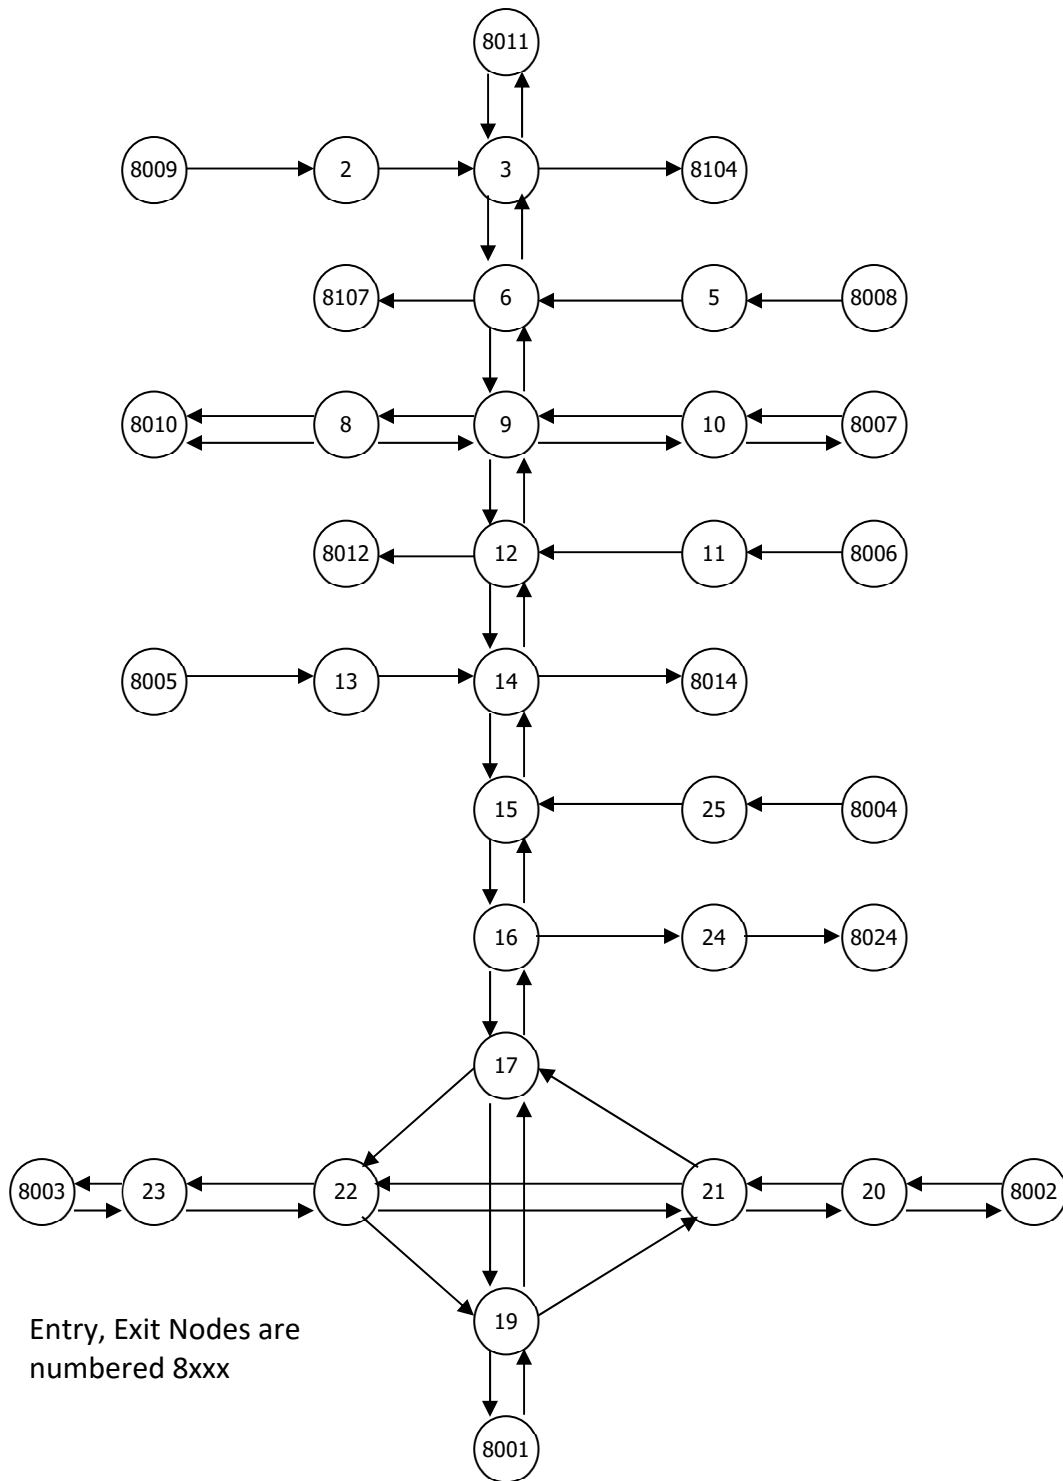 8011
8009 2 3 8104
8107 6 5 8008
8010 8 9 10 8007
8012 12 11 8006
8005 13 14 8014
15 25 8004
16 24 8024
17
8003 23 22 21 20 8002
19
Entry, Exit Nodes are
numbered 8xxx
8001